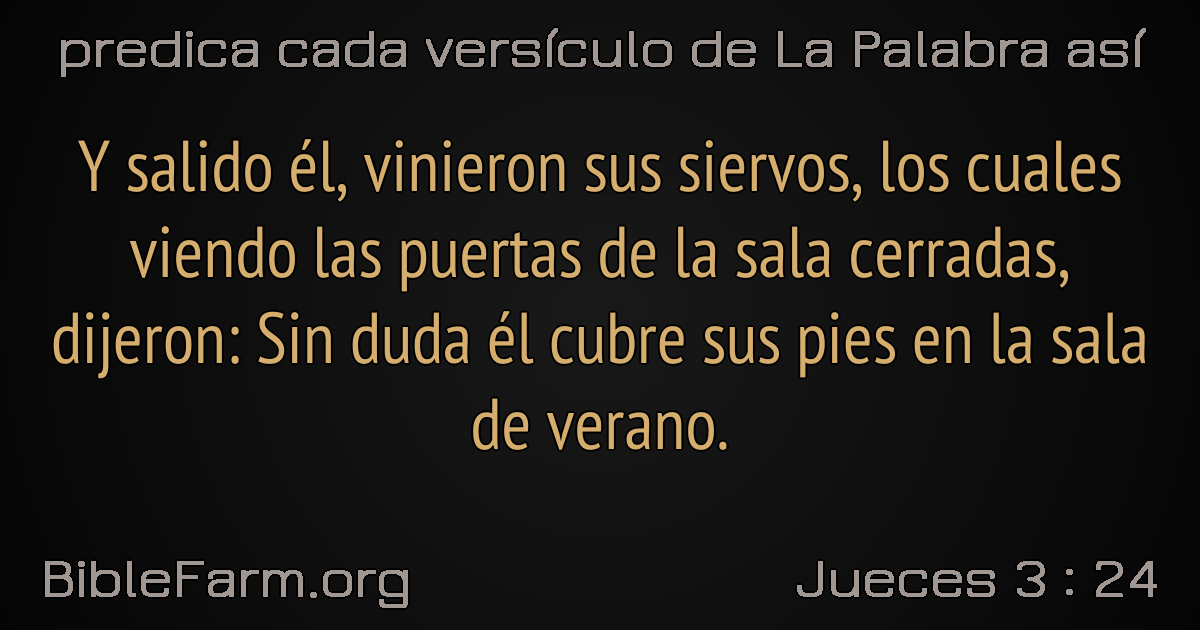 predica cada versículo de La Palabra así
Y salido él, vinieron sus siervos, los cuales
viendo las puertas de la sala cerradas,
dijeron: Sin duda él cubre sus pies en la sala
de verano.
BibleFarm.org
Jueces 3 : 24